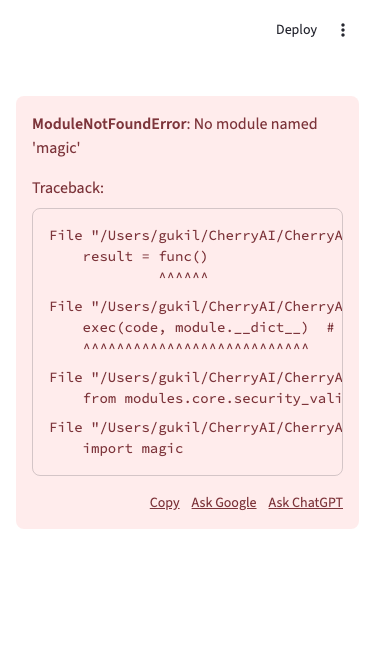 Deploy
ModuleNotFoundError: No module named
'magic'
Traceback:
File "/Users/gukil/CherryAI/CherryA
result = func()
^^^^^^
File "/Users/gukil/CherryAI/CherryA
exec(code, module.__dict__)  #
^^^^^^^^^^^^^^^^^^^^^^^^^^^
File "/Users/gukil/CherryAI/CherryA
from modules.core.security_vali
File "/Users/gukil/CherryAI/CherryA
import magic
Copy Ask Google Ask ChatGPT